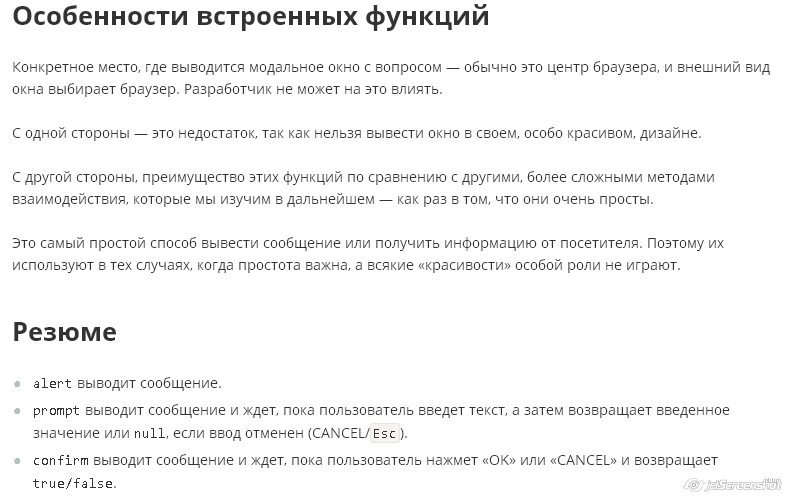 Особенности встроенных функций
Конкретное место, где выводится модальное окно с вопросом — обычно это центр браузера, и внешний вид
окна выбирает браузер. Разработчик не может на это влиять.
С одной стороны — это недостаток, так как нельзя вывести окно в своем, особо красивом, дизайне.
С другой стороны, преимущество этих функций по сравнению с другими, более сложными методами
взаимодействия, которые мы изучим в дальнейшем — как раз в том, что они очень просты.
Это самый простой способ вывести сообщение или получить информацию от посетителя. Поэтому их
используют в тех случаях, когда простота важна, а всякие «красивости» особой роли не играют.
Резюме
alert выводит сообщение.
prompt выводит сообщение и ждет, пока пользователь введет текст, а затем возвращает введенное
значение или null, если ввод отменен (CANCEL/Esc).
confirm выводит сообщение и ждет, пока пользователь нажмет «OK» или «CANCEL» и возвращает
true/false.
jetScreenshot